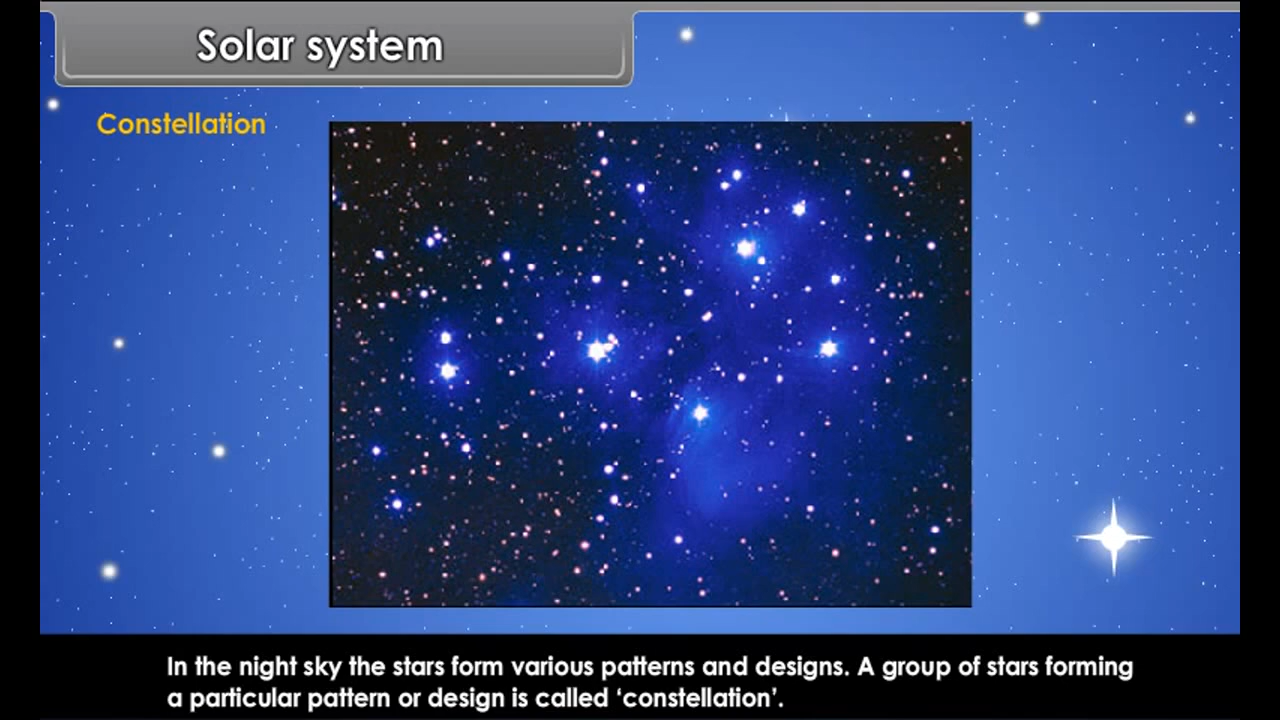 Solar system
Constellation
In the night sky the stars form various patterns and designs. A group of stars forming
a particular pattern or design is called ‘constellation’.